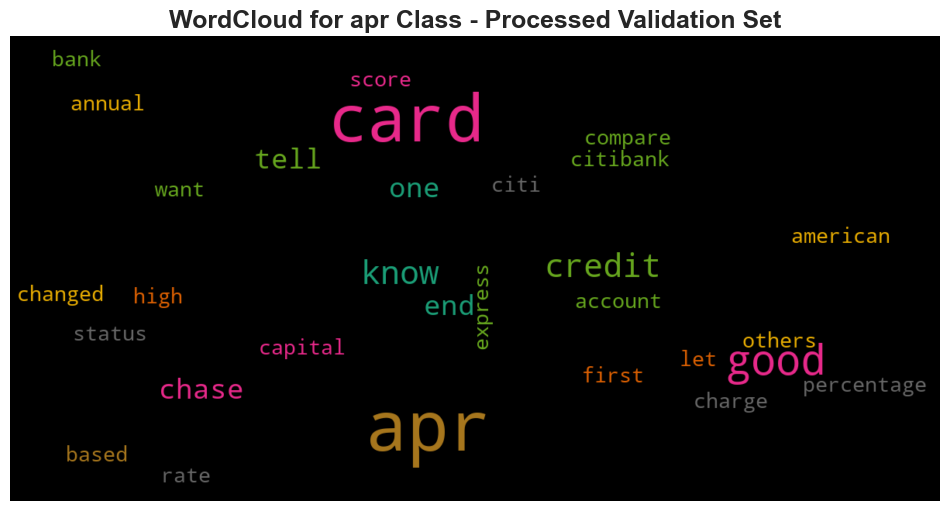 WordCloud for apr Class - Processed Validation Set
bank
score
annual
card
compare
tell
citibank
want
one
citi
american
know
credit
express
changed
high
end
account
status
others
capital
let
good
first
percentage
chase
charge
apr
based
rate